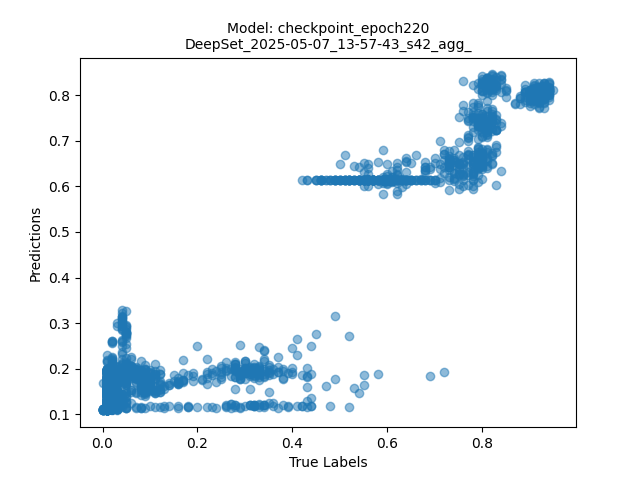 Model: checkpoint_epoch220
DeepSet_2025-05-07_13-57-43_s42_agg_
0.8
0.7
0.6
0.5
0.4
0.3
0.2
0.1
Predictions
0.0 0.2 0.4 0.6 0.8
True Labels